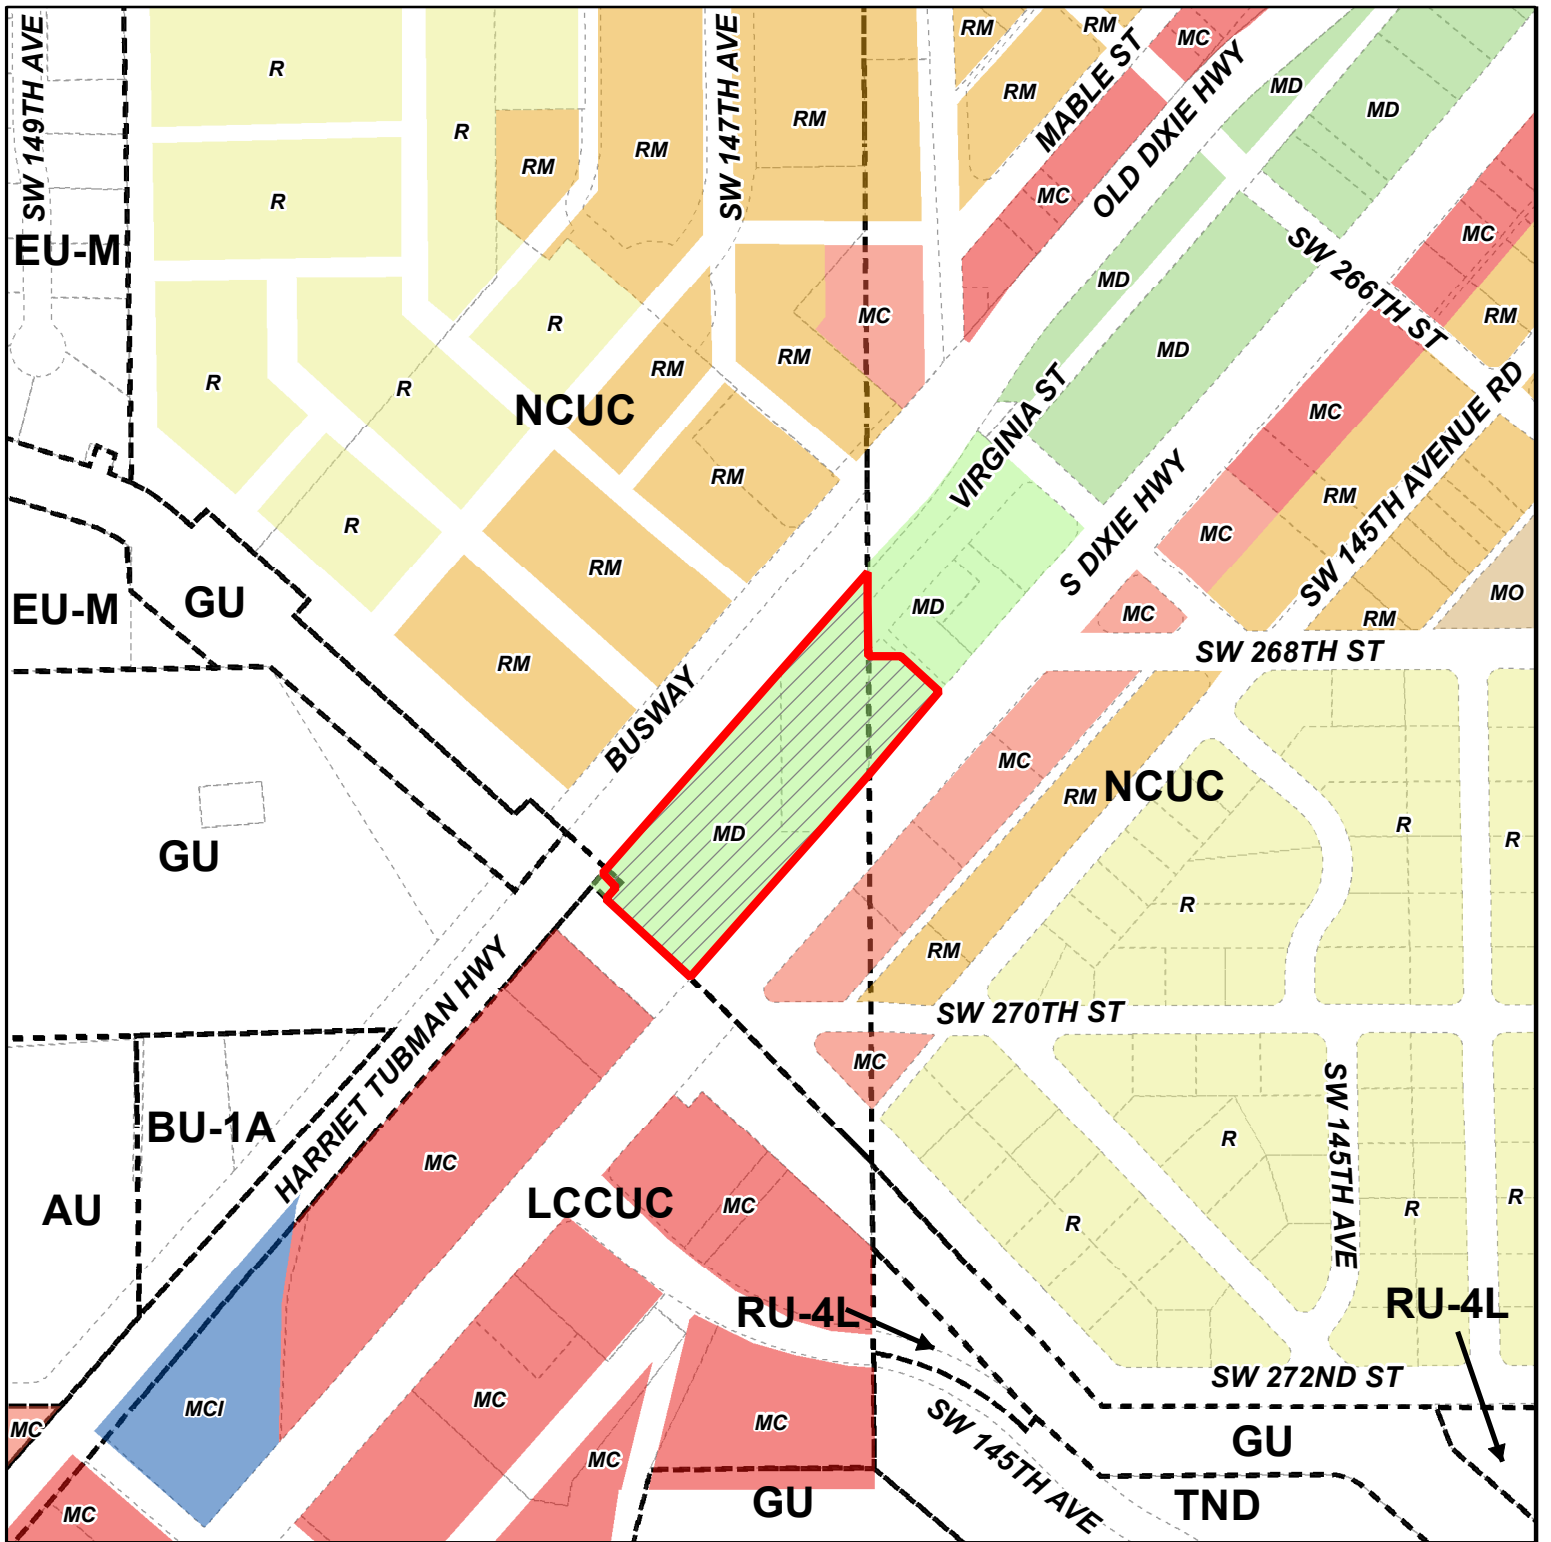 SW 149TH AVE
R
R
RM
RM
SW 147TH AVE
RM
RM
RM
RM
MABLE ST
MC
OLD DIXIE HWY
MC
MD
MD
R
EU-M
MC
MD
SW 266TH ST
MC
RM
R
R
R
RM
RM
MC
MD
NCUC
VIRGINIA ST
MC
SW 145TH AVENUE RD
RM
RM
S DIXIE HWY
MC
R
RM
EU-M
GU
MD
MC
RM
MO
SW 268TH ST
RM
BUSWAY
MC
RM
NCUC
R
R
GU
MD
R
RM
HARRIET TUBMAN HWY
SW 270TH ST
MC
BU-1A
MC
SW 145TH AVE
R
AU
LCCUC
MC
R
R
R
RU-4L
RU-4L
SW 272ND ST
MCI
MC
MC
MC
MC
SW 145TH AVE
GU
MC
GU
TND